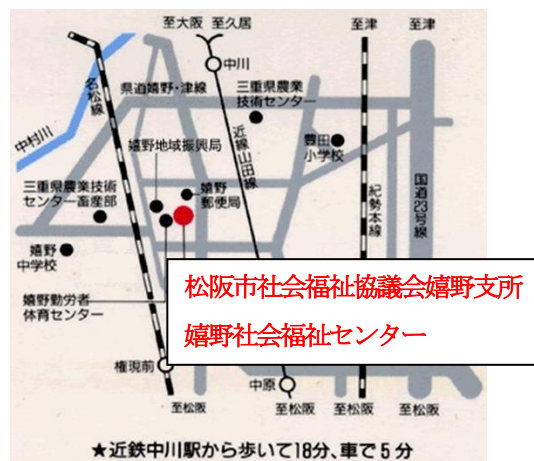 至大阪 至久居
至津
至津
中川
名松線
県道嬉野・津線
三重県農業
技術センター
中村川
嬉野地域振興局
近線山田線
豊田
小学校
三重県農業技術
センター畜産部
嬉野
郵便局
紀勢本線
国道23号線
嬉野
中学校
松阪市社会福祉協議会嬉野支所
嬉野社会福祉センター
嬉野勤労者
体育センター
権現前
中原
至松阪
至松阪
至松阪
至松阪
★近鉄中川駅から歩いて18分、車で5分